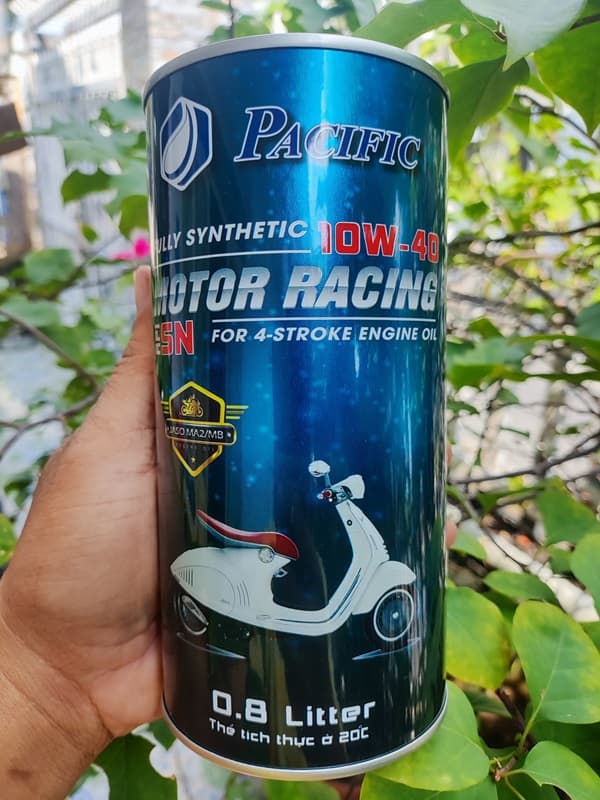 PACIFIC
FULLY SYNTHETIC 10W-40
MOTOR RACING
SN FOR 4-STROKE ENGINE OIL
JASO MA2/MB
0.8 Litter
Thể tích thực ở 20°C